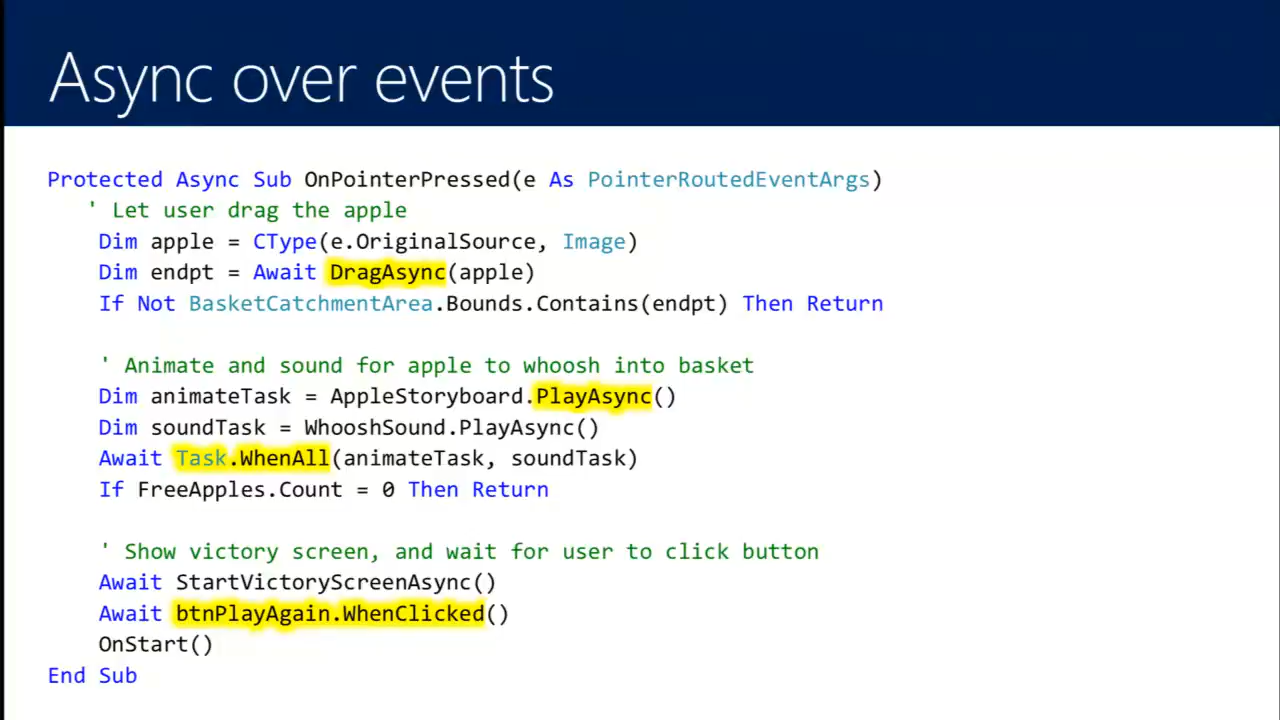 Async over events
Protected Async Sub OnPointerPressed(e As PointerRoutedEventArgs)
' Let user drag the apple
Dim apple = CType(e.OriginalSource, Image)
Dim endpt = Await DragAsync(apple)
If Not BasketCatchmentArea.Bounds.Contains(endpt) Then Return
' Animate and sound for apple to whoosh into basket
Dim animateTask = AppleStoryboard.PlayAsync()
Dim soundTask = WhooshSound.PlayAsync()
Await Task.WhenAll(animateTask, soundTask)
If FreeApples.Count = 0 Then Return
' Show victory screen, and wait for user to click button
Await StartVictoryScreenAsync()
Await btnPlayAgain.WhenClicked()
OnStart()
End Sub